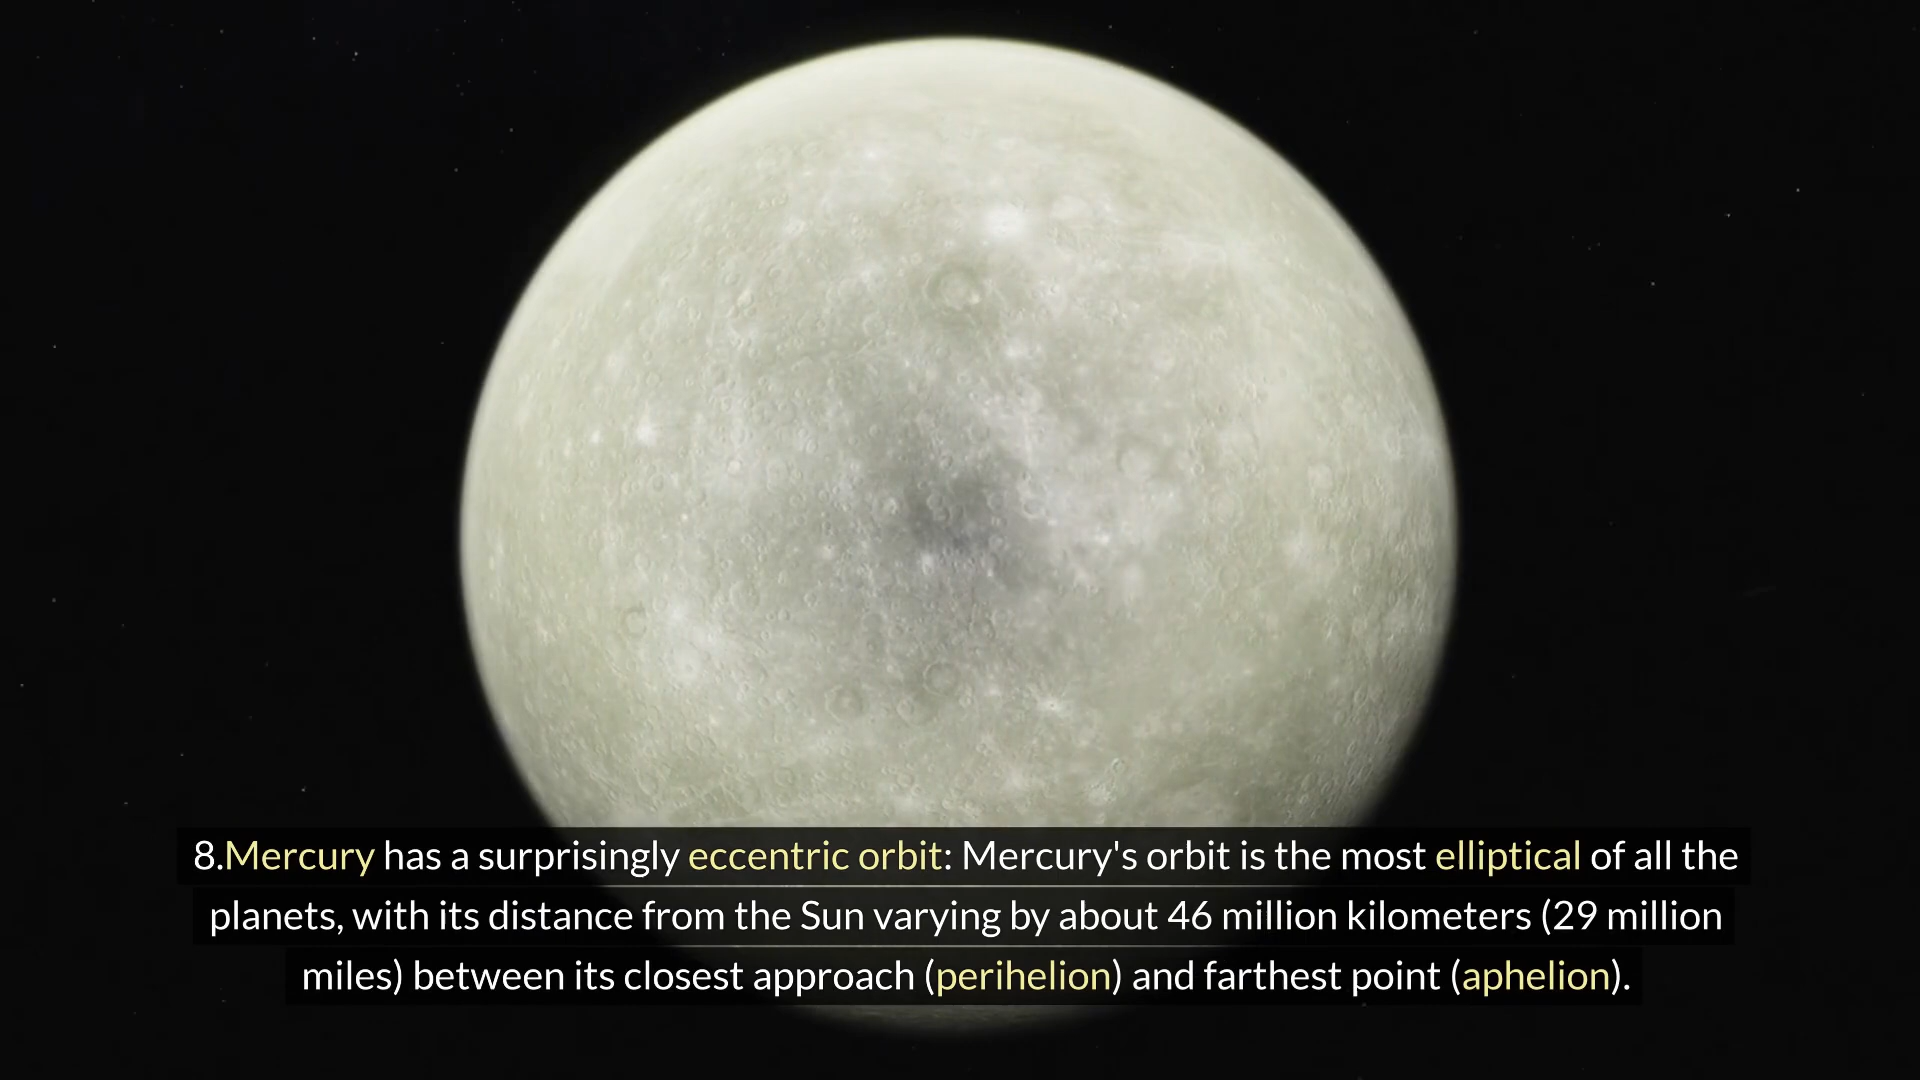 8.Mercury has a surprisingly eccentric orbit: Mercury's orbit is the most elliptical of all the
planets, with its distance from the Sun varying by about 46 million kilometers (29 million
miles) between its closest approach (perihelion) and farthest point (aphelion).